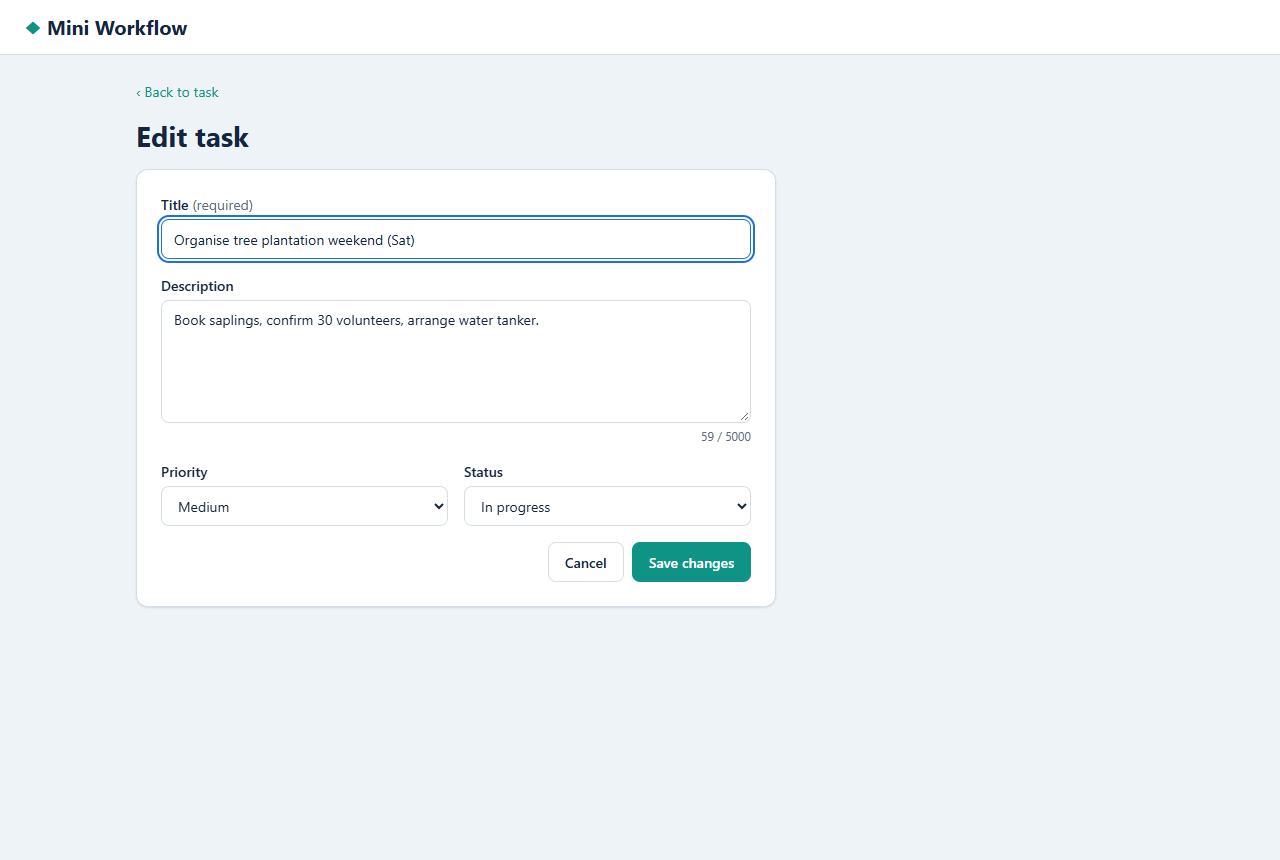 Mini Workflow
‹ Back to task
Edit task
Title (required)
Organise tree plantation weekend (Sat)
Description
Book saplings, confirm 30 volunteers, arrange water tanker.
59 / 5000
Priority Status
Medium In progress
Cancel Save changes